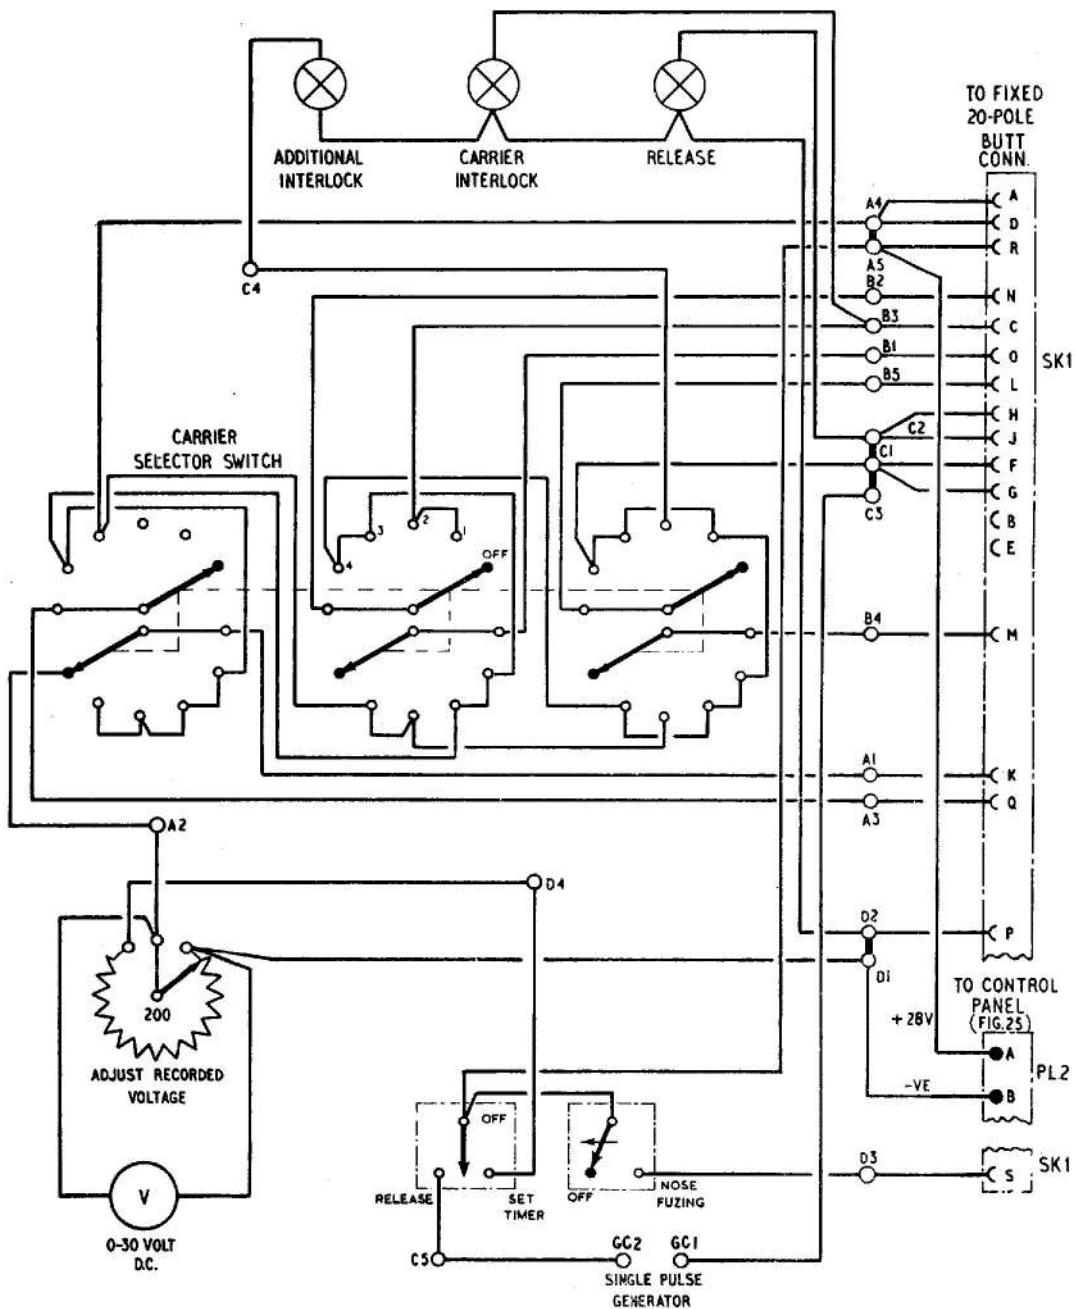 TO FIXED
20-POLE
BUTT
CONN.
ADDITIONAL
INTERLOCK
CARRIER
INTERLOCK
RELEASE
A4
A
D
R
A5
C4
B2
N
B3
C
B1
O
SK1
B5
L
H
C2
J
CARRIER
SELECTOR SWITCH
C1
F
G
C3
B
E
4
3
2
1
OFF
B4
M
A1
K
Q
A3
A2
D4
D2
P
D1
TO CONTROL
PANEL
(FIG.25)
+28V
A
PL2
-VE
B
200
ADJUST RECORDED
VOLTAGE
OFF
RELEASE
SET
TIMER
OFF
NOSE
FUZING
D3
S
SK1
V
0-30 VOLT
D.C.
C5
GC2
GC1
SINGLE PULSE
GENERATOR